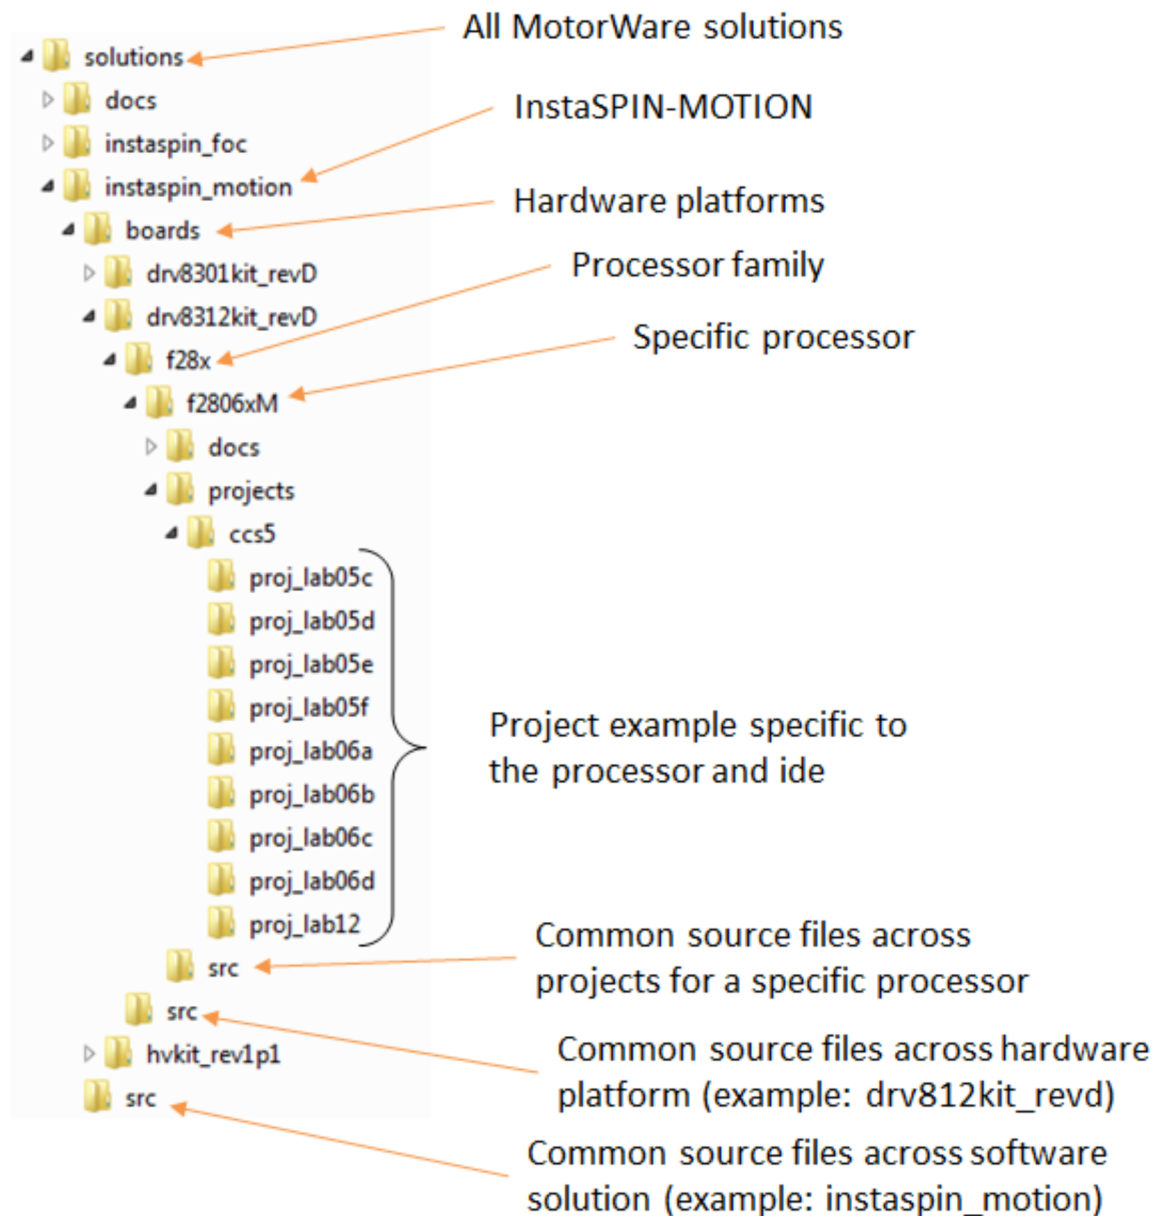 All MotorWare solutions
solutions
docs
InstaSPIN-MOTION
instaspin_foc
instaspin_motion
Hardware platforms
boards
Processor family
drv8301kit_revD
drv8312kit_revD
Specific processor
f28x
f2806xM
docs
projects
ccs5
proj_lab05c
proj_lab05d
proj_lab05e
proj_lab05f
proj_lab06a
proj_lab06b
proj_lab06c
proj_lab06d
proj_lab12
Project example specific to
the processor and ide
src
Common source files across
projects for a specific processor
src
hvkit_rev1p1
Common source files across hardware
platform (example: drv812kit_revd)
src
Common source files across software
solution (example: instaspin_motion)